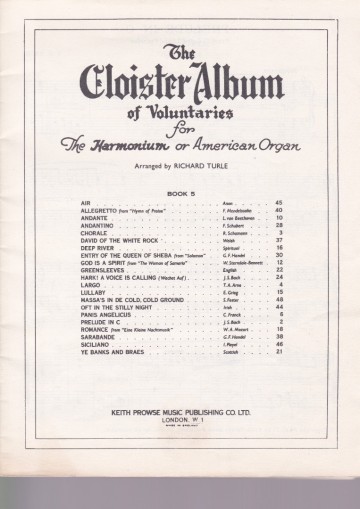 The
Cloister Album
of Voluntaries
for
The Harmonium or American Organ
Arranged by RICHARD TURLE
BOOK 5
AIR Anon 45
ALLEGRETTO from "Hymn of Praise" F. Mendelssohn 40
ANDANTE L. van Beethoven 10
ANDANTINO F. Schubert 28
CHORALE R. Schumann 3
DAVID OF THE WHITE ROCK Welsh 37
DEEP RIVER Spiritual 16
ENTRY OF THE QUEEN OF SHEBA from "Solomon" G. F. Handel 30
GOD IS A SPIRIT from "The Woman of Samaria" W. Sterndale-Bennett 12
GREENSLEEVES English 22
HARK! A VOICE IS CALLING (Wachet Auf) J. S. Bach 24
LARGO T. A. Arne 4
LULLABY E. Grieg 15
MASSA'S IN DE COLD, COLD GROUND S. Foster 48
OFT IN THE STILLY NIGHT Irish 44
PANIS ANGELICUS C. Franck 6
PRELUDE IN C J. S. Bach 2
ROMANCE from "Eine Kleine Nachtmusik" W. A. Mozart 18
SARABANDE G. F. Handel 38
SICILIANO I. Pleyel 46
YE BANKS AND BRAES Scottish 21
KEITH PROWSE MUSIC PUBLISHING CO. LTD.
LONDON, W 1
MADE IN ENGLAND